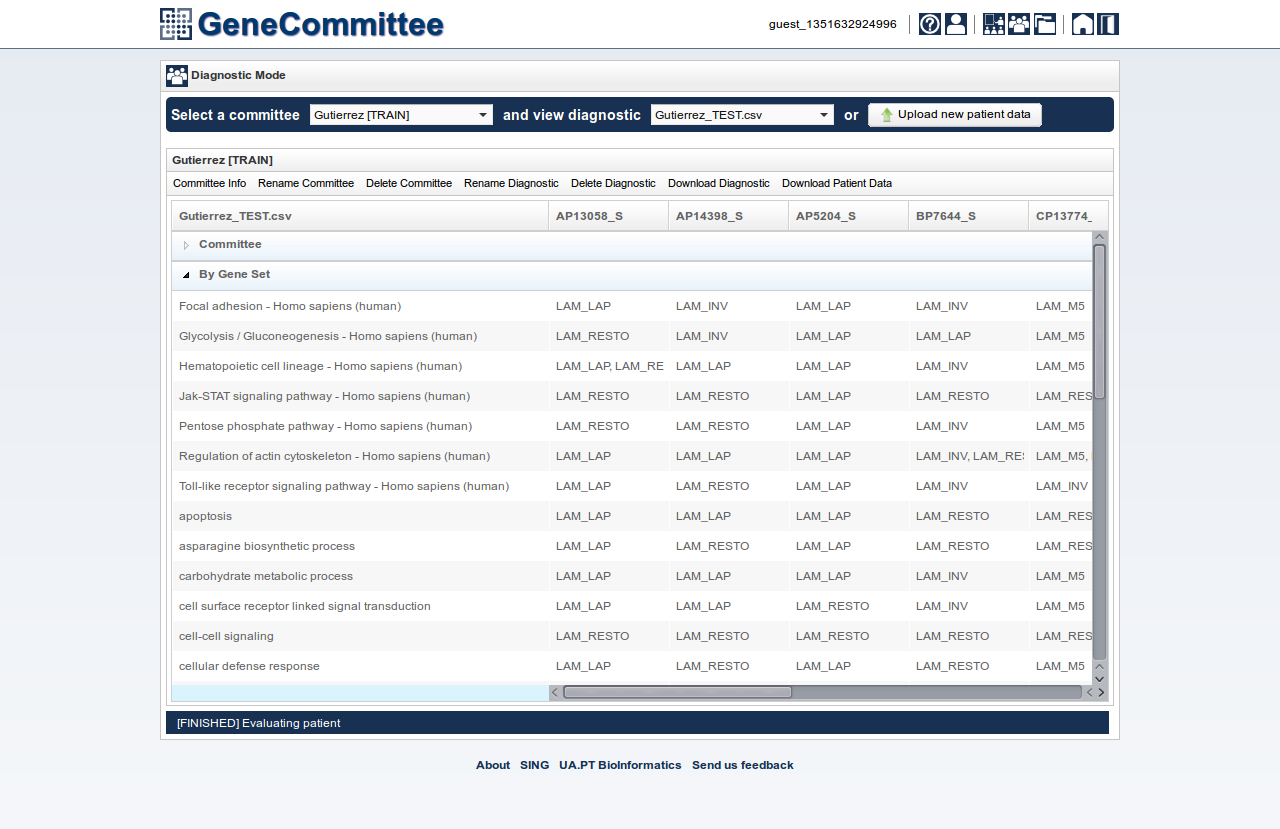 GeneCommittee guest_1351632924996
Diagnostic Mode
Select a committee Gutierrez [TRAIN] and view diagnostic Gutierrez_TEST.csv or Upload new patient data
Gutierrez [TRAIN]
Committee Info Rename Committee Delete Committee Rename Diagnostic Delete Diagnostic Download Diagnostic Download Patient Data
Gutierrez_TEST.csv AP13058_S AP14398_S AP5204_S BP7644_S CP13774_
Committee
By Gene Set
Focal adhesion - Homo sapiens (human) LAM_LAP LAM_INV LAM_LAP LAM_INV LAM_M5
Glycolysis / Gluconeogenesis - Homo sapiens (human) LAM_RESTO LAM_INV LAM_LAP LAM_LAP LAM_M5
Hematopoietic cell lineage - Homo sapiens (human) LAM_LAP, LAM_RE LAM_LAP LAM_LAP LAM_INV LAM_M5
Jak-STAT signaling pathway - Homo sapiens (human) LAM_RESTO LAM_RESTO LAM_LAP LAM_RESTO LAM_RES
Pentose phosphate pathway - Homo sapiens (human) LAM_RESTO LAM_RESTO LAM_LAP LAM_INV LAM_M5
Regulation of actin cytoskeleton - Homo sapiens (human) LAM_LAP LAM_LAP LAM_LAP LAM_INV, LAM_RES LAM_M5,
Toll-like receptor signaling pathway - Homo sapiens (human) LAM_LAP LAM_RESTO LAM_LAP LAM_INV LAM_INV
apoptosis LAM_LAP LAM_LAP LAM_LAP LAM_RESTO LAM_RES
asparagine biosynthetic process LAM_LAP LAM_RESTO LAM_LAP LAM_RESTO LAM_RES
carbohydrate metabolic process LAM_LAP LAM_LAP LAM_LAP LAM_INV LAM_M5
cell surface receptor linked signal transduction LAM_LAP LAM_LAP LAM_RESTO LAM_INV LAM_M5
cell-cell signaling LAM_RESTO LAM_RESTO LAM_RESTO LAM_RESTO LAM_RES
cellular defense response LAM_LAP LAM_RESTO LAM_LAP LAM_RESTO LAM_M5
[FINISHED] Evaluating patient
About SING UA.PT BioInformatics Send us feedback